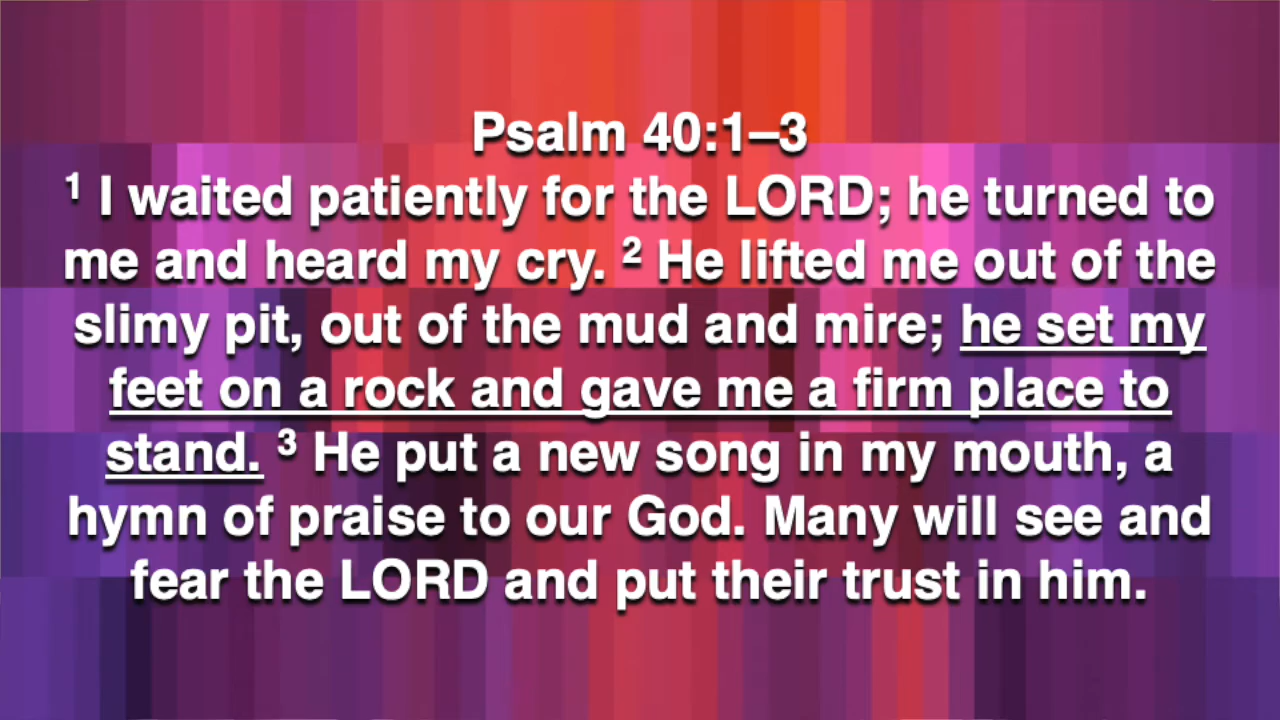 Psalm 40:1–3
¹ I waited patiently for the LORD; he turned to
me and heard my cry. ² He lifted me out of the
slimy pit, out of the mud and mire; he set my
feet on a rock and gave me a firm place to
stand. ³ He put a new song in my mouth, a
hymn of praise to our God. Many will see and
fear the LORD and put their trust in him.